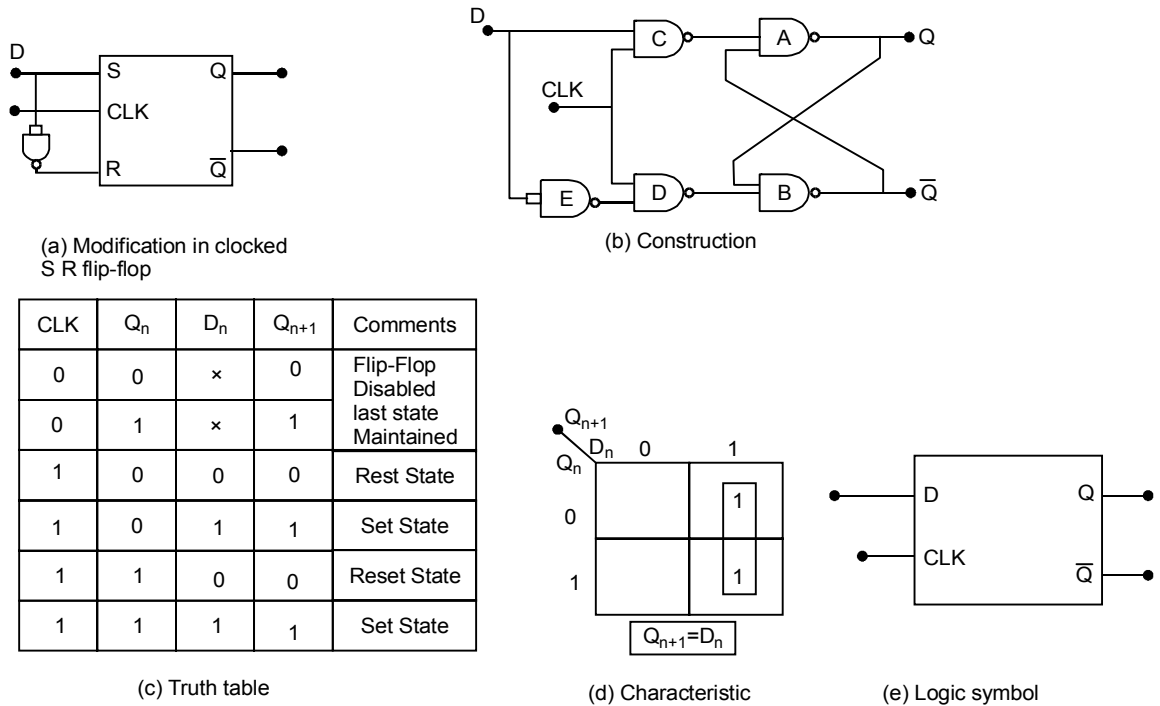 D
S
Q
CLK
R
Q̅
(a) Modification in clocked
S R flip-flop
D
C
A
Q
CLK
E
D
B
Q̅
(b) Construction
CLK Qn Dn Qn+1 Comments
0 0 × 0 Flip-Flop
Disabled
0 1 × 1 last state
Maintained
1 0 0 0 Rest State
1 0 1 1 Set State
1 1 0 0 Reset State
1 1 1 1 Set State
(c) Truth table
Qn+1
Dn 0 1
Qn
0 1
1 1
Qn+1=Dn
(d) Characteristic
D Q
CLK
Q̅
(e) Logic symbol